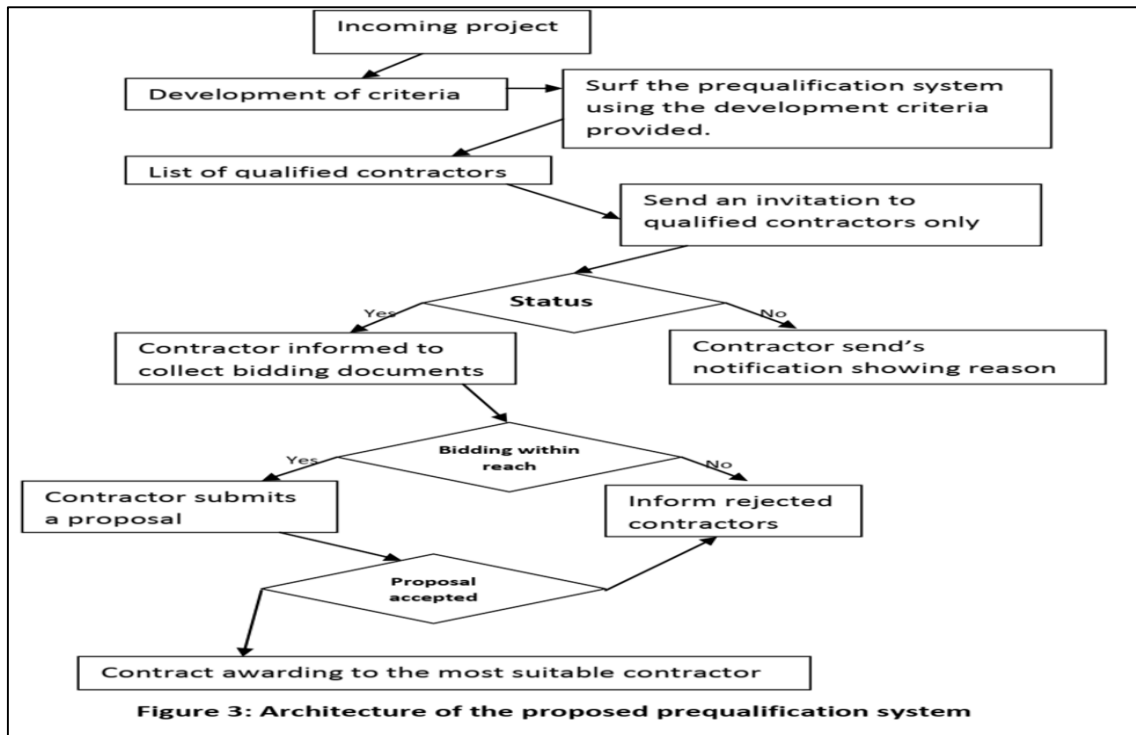 Incoming project
Development of criteria
Surf the prequalification system
using the development criteria
provided.
List of qualified contractors
Send an invitation to
qualified contractors only
Status
Yes
No
Contractor informed to
collect bidding documents
Contractor send's
notification showing reason
Bidding within
reach
Yes
No
Contractor submits
a proposal
Inform rejected
contractors
Proposal
accepted
Contract awarding to the most suitable contractor
Figure 3: Architecture of the proposed prequalification system